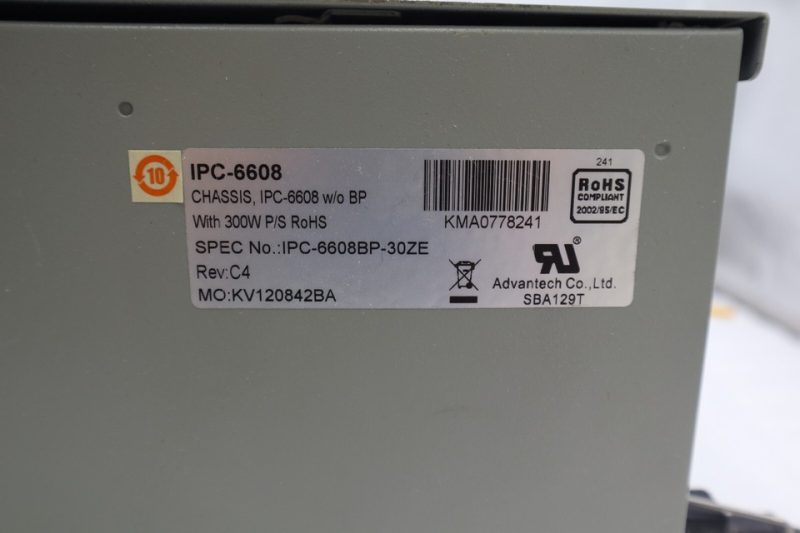 10
IPC-6608
CHASSIS, IPC-6608 w/o BP
With 300W P/S RoHS
SPEC No.:IPC-6608BP-30ZE
Rev:C4
MO:KV120842BA
KMA0778241
241
RoHS
COMPLIANT
2002/95/EC
RU®
Advantech Co.,Ltd.
SBA129T